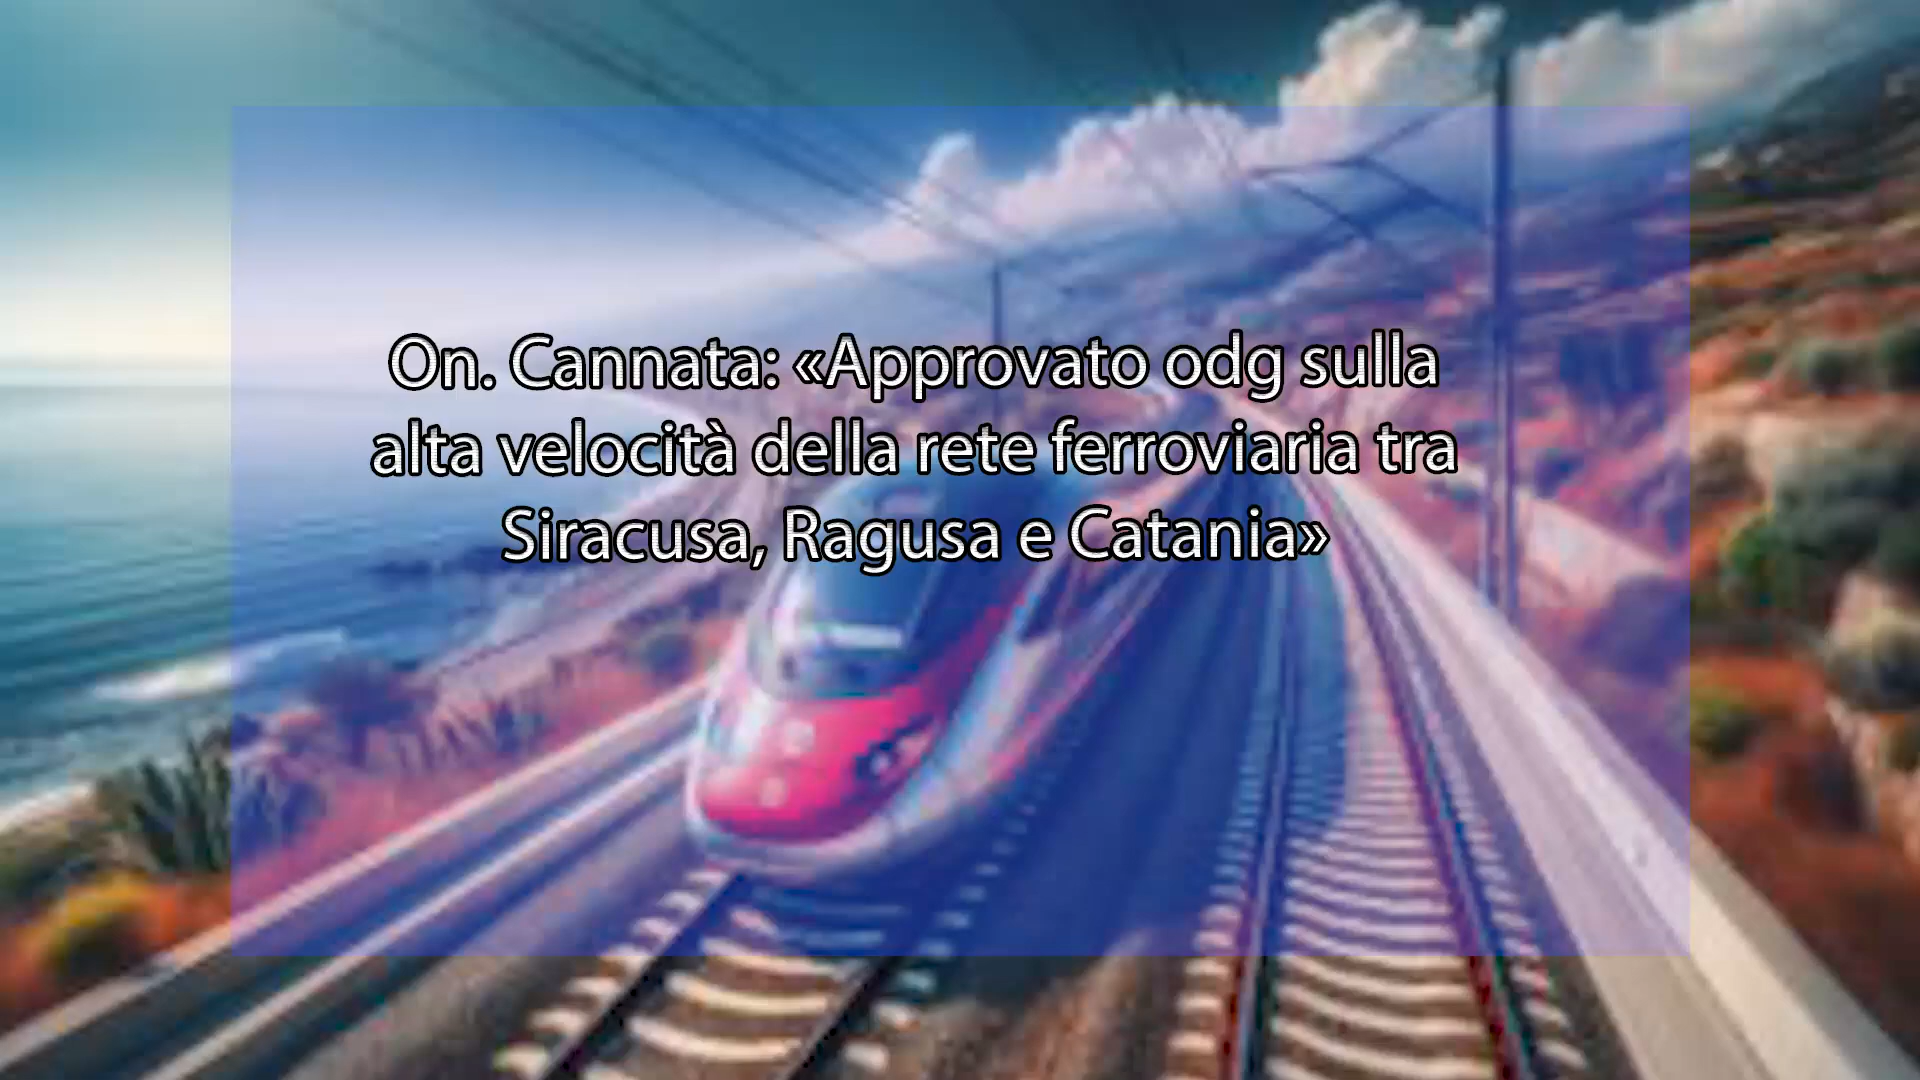 On. Cannata: «Approvato odg sulla
alta velocità della rete ferroviaria tra
Siracusa, Ragusa e Catania»